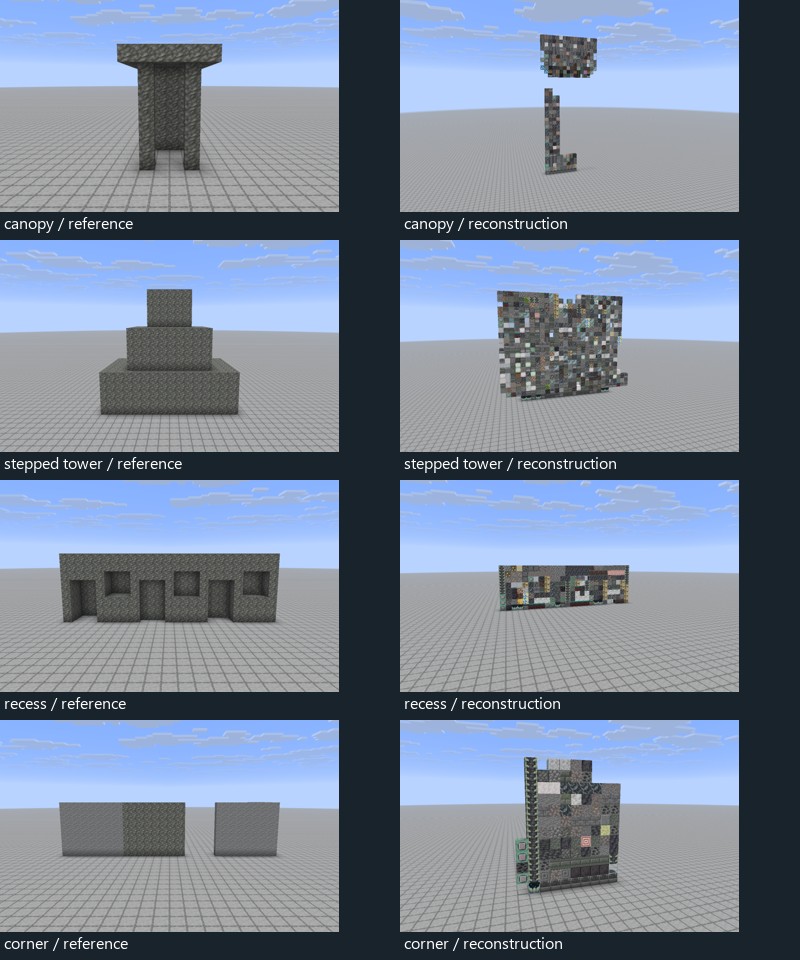 canopy / reference
canopy / reconstruction
stepped tower / reference
stepped tower / reconstruction
recess / reference
recess / reconstruction
corner / reference
corner / reconstruction